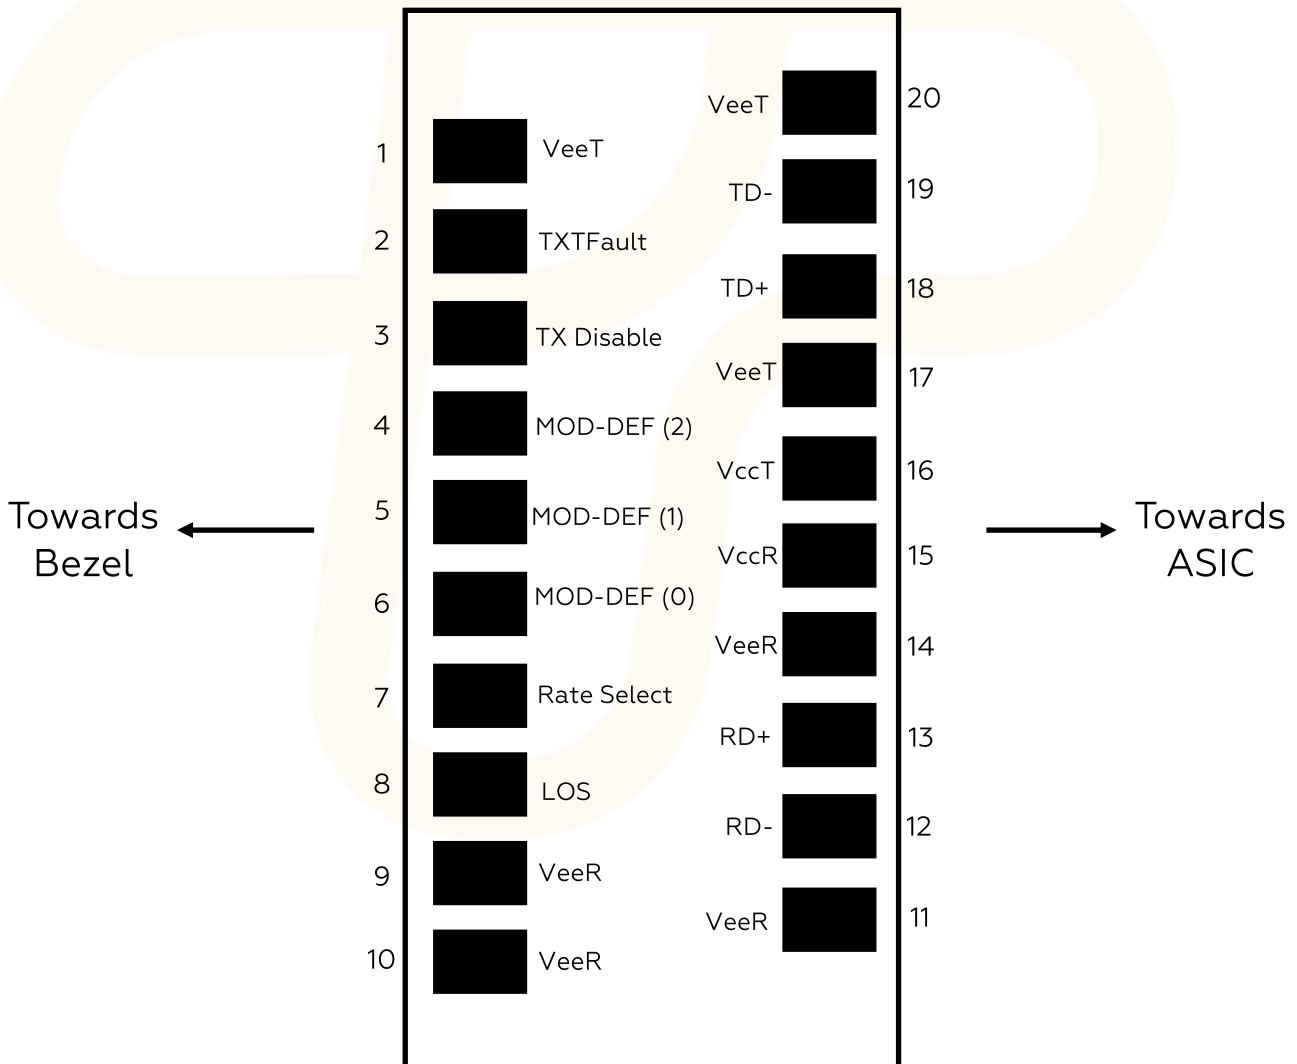 VeeT
20
1
VeeT
TD-
19
2
TXTFault
TD+
18
3
TX Disable
VeeT
17
4
MOD-DEF (2)
VccT
16
5
MOD-DEF (1)
Towards
Bezel
Towards
ASIC
VccR
15
6
MOD-DEF (0)
VeeR
14
7
Rate Select
RD+
13
8
LOS
RD-
12
9
VeeR
VeeR
11
10
VeeR